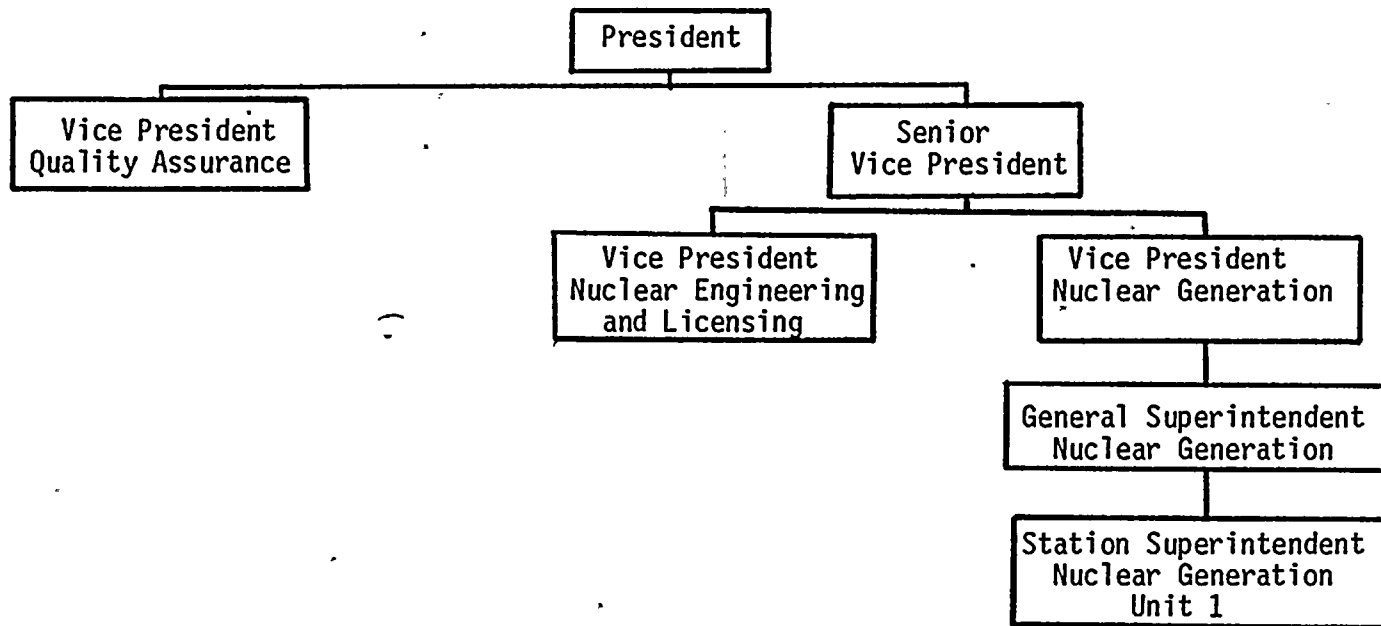 President
Vice President
Quality Assurance
Senior
Vice President
Vice President
Nuclear Engineering
and Licensing
Vice President
Nuclear Generation
General Superintendent
Nuclear Generation
Station Superintendent
Nuclear Generation
Unit 1